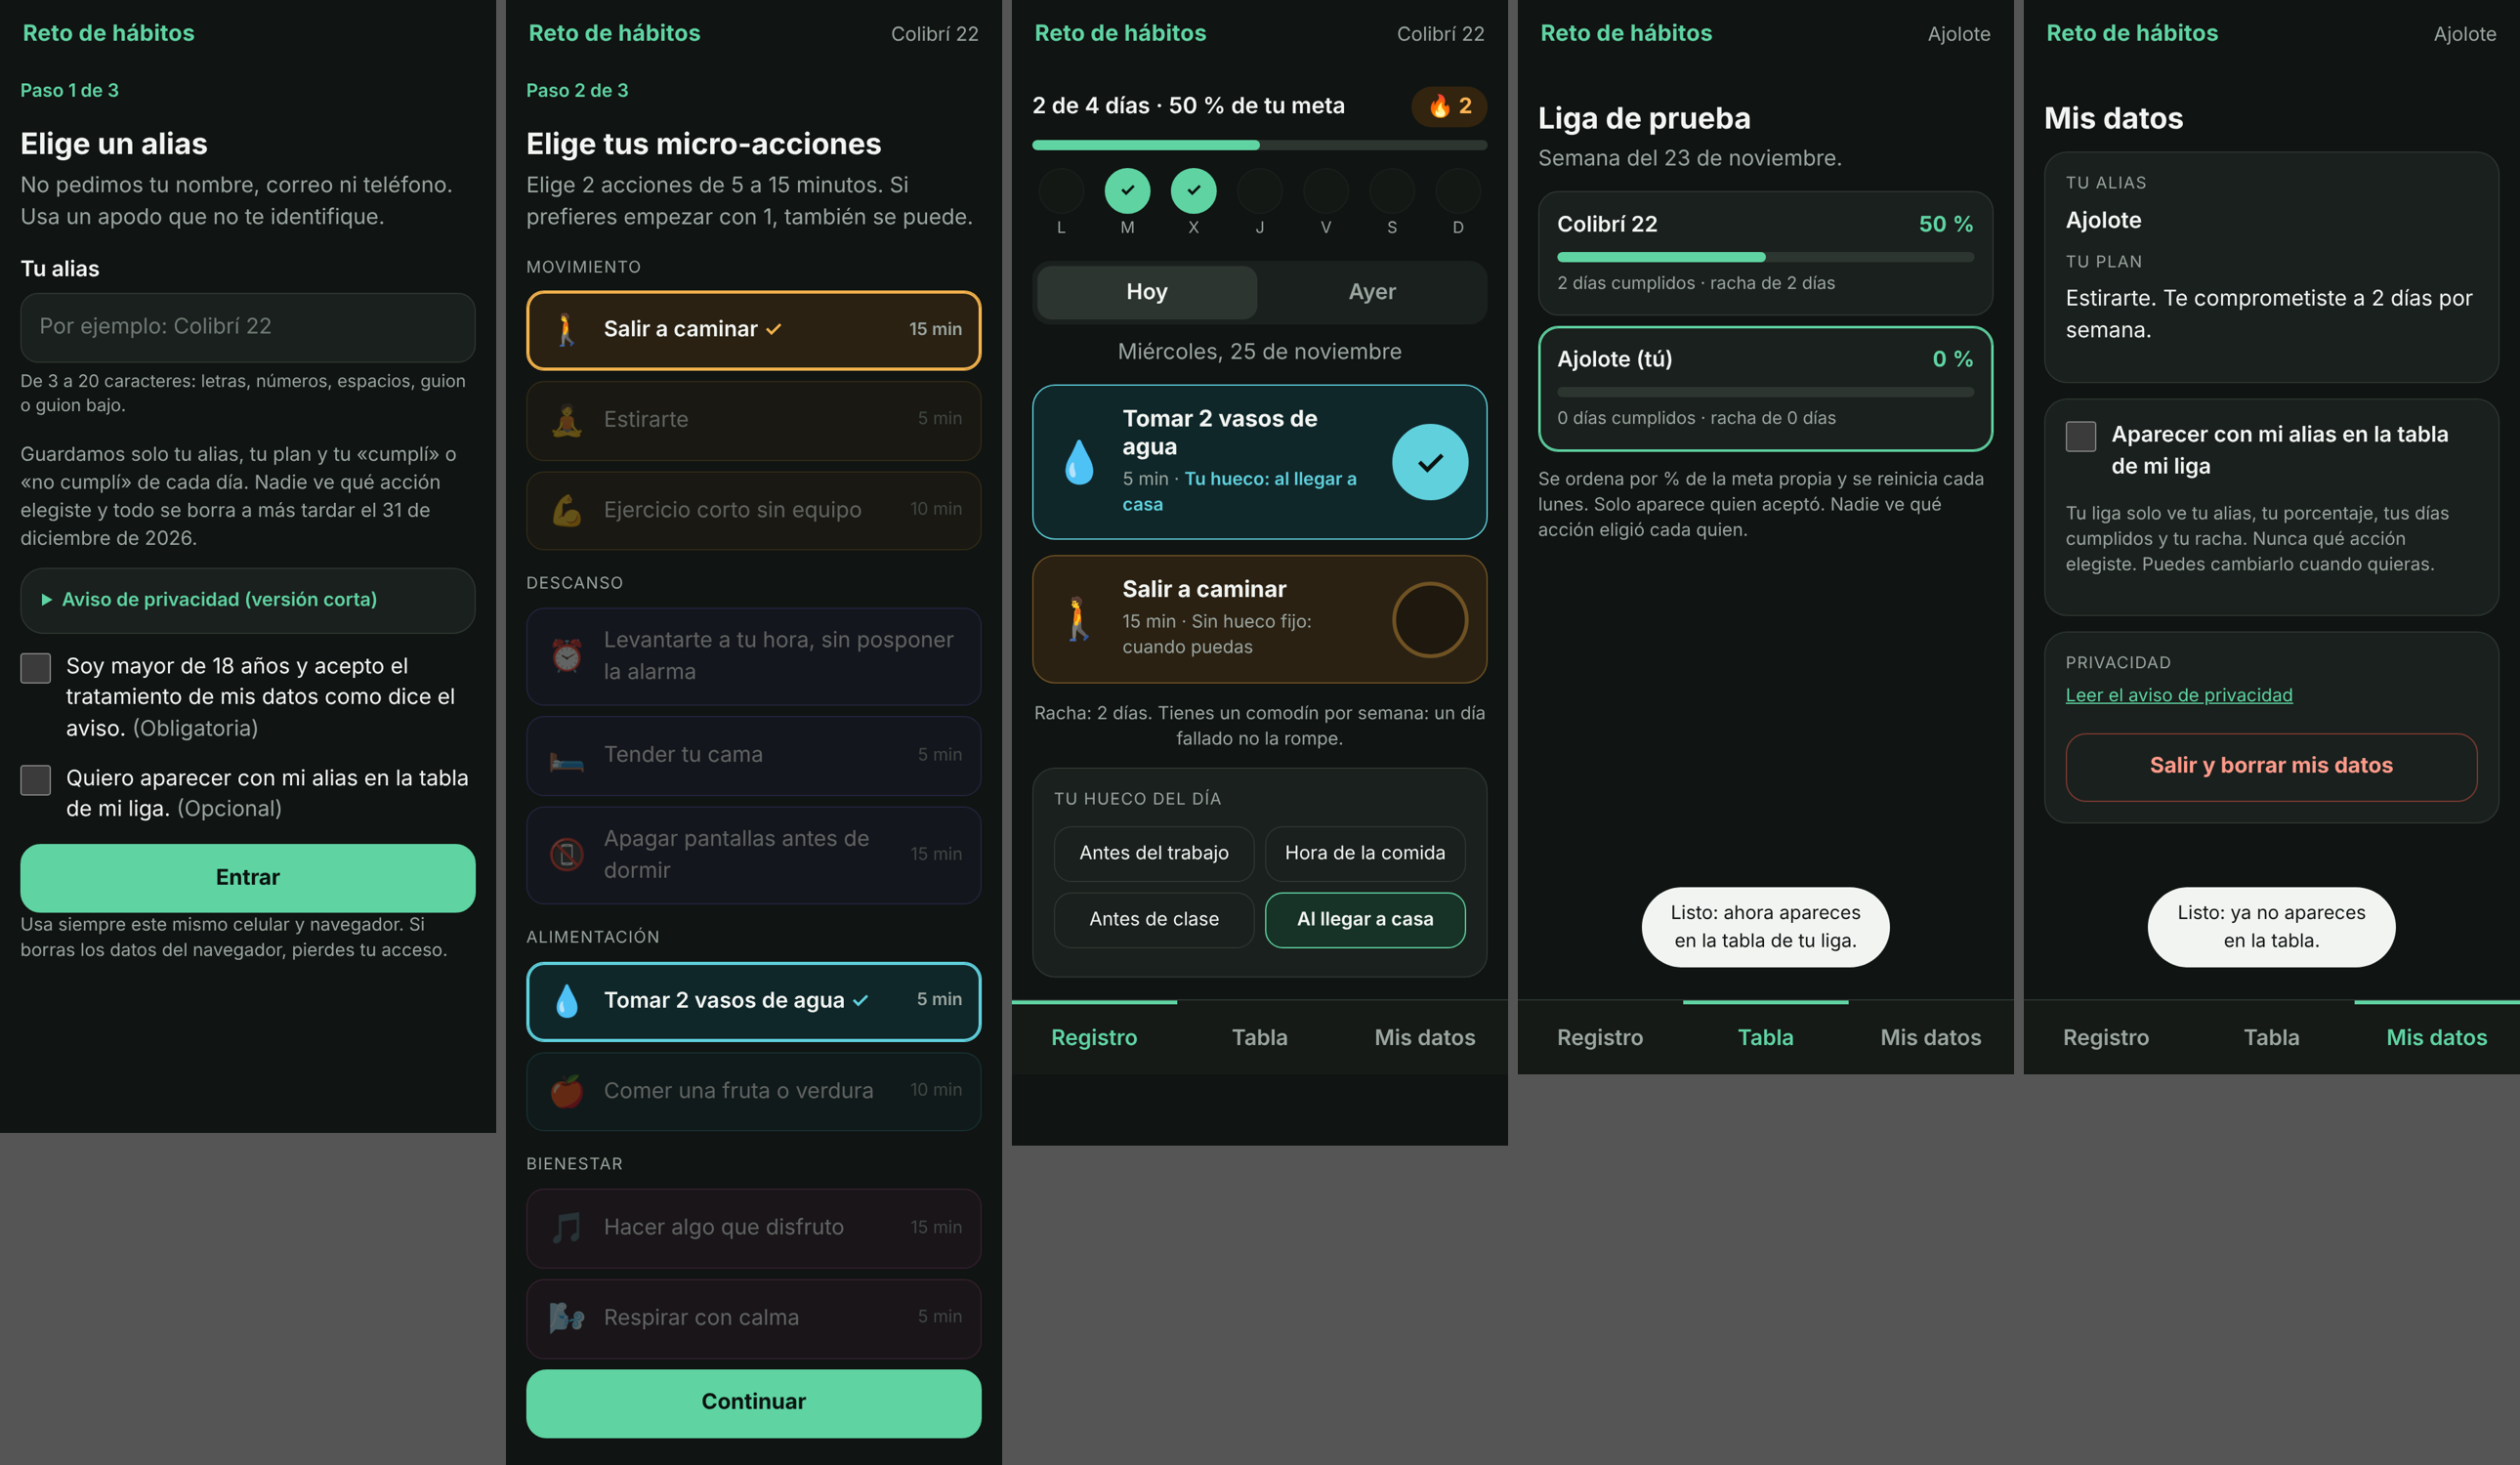 Reto de hábitos
Paso 1 de 3
Elige un alias
No pedimos tu nombre, correo ni teléfono.
Usa un apodo que no te identifique.
Tu alias
Por ejemplo: Colibrí 22
De 3 a 20 caracteres: letras, números, espacios, guion
o guion bajo.
Guardamos solo tu alias, tu plan y tu «cumplí» o
«no cumplí» de cada día. Nadie ve qué acción
elegiste y todo se borra a más tardar el 31 de
diciembre de 2026.
Aviso de privacidad (versión corta)
Soy mayor de 18 años y acepto el
tratamiento de mis datos como dice el
aviso. (Obligatoria)
Quiero aparecer con mi alias en la tabla
de mi liga. (Opcional)
Entrar
Usa siempre este mismo celular y navegador. Si
borras los datos del navegador, pierdes tu acceso.
Reto de hábitos
Colibrí 22
Paso 2 de 3
Elige tus micro-acciones
Elige 2 acciones de 5 a 15 minutos. Si
prefieres empezar con 1, también se puede.
MOVIMIENTO
Salir a caminar ✓ 15 min
Estirarte 5 min
Ejercicio corto sin equipo 10 min
DESCANSO
Levantarte a tu hora, sin posponer
la alarma
Tender tu cama 5 min
Apagar pantallas antes de
dormir
15 min
ALIMENTACIÓN
Tomar 2 vasos de agua ✓ 5 min
Comer una fruta o verdura 10 min
BIENESTAR
Hacer algo que disfruto 15 min
Respirar con calma 5 min
Continuar
Reto de hábitos
Colibrí 22
2 de 4 días · 50 % de tu meta
🔥 2
L M X J V S D
Hoy
Ayer
Miércoles, 25 de noviembre
Tomar 2 vasos de
agua
5 min · Tu hueco: al llegar a
casa
Salir a caminar
15 min · Sin hueco fijo:
cuando puedas
Racha: 2 días. Tienes un comodín por semana: un día
fallado no la rompe.
TU HUECO DEL DÍA
Antes del trabajo
Hora de la comida
Antes de clase
Al llegar a casa
Registro
Tabla
Mis datos
Reto de hábitos
Ajolote
Liga de prueba
Semana del 23 de noviembre.
Colibrí 22
50 %
2 días cumplidos · racha de 2 días
Ajolote (tú)
0 %
0 días cumplidos · racha de 0 días
Se ordena por % de la meta propia y se reinicia cada
lunes. Solo aparece quien aceptó. Nadie ve qué
acción eligió cada quien.
Listo: ahora apareces
en la tabla de tu liga.
Registro
Tabla
Mis datos
Reto de hábitos
Ajolote
Mis datos
TU ALIAS
Ajolote
TU PLAN
Estirarte. Te comprometiste a 2 días por
semana.
Aparecer con mi alias en la tabla
de mi liga
Tu liga solo ve tu alias, tu porcentaje, tus días
cumplidos y tu racha. Nunca qué acción
elegiste. Puedes cambiarlo cuando quieras.
PRIVACIDAD
Leer el aviso de privacidad
Salir y borrar mis datos
Listo: ya no apareces
en la tabla.
Registro
Tabla
Mis datos